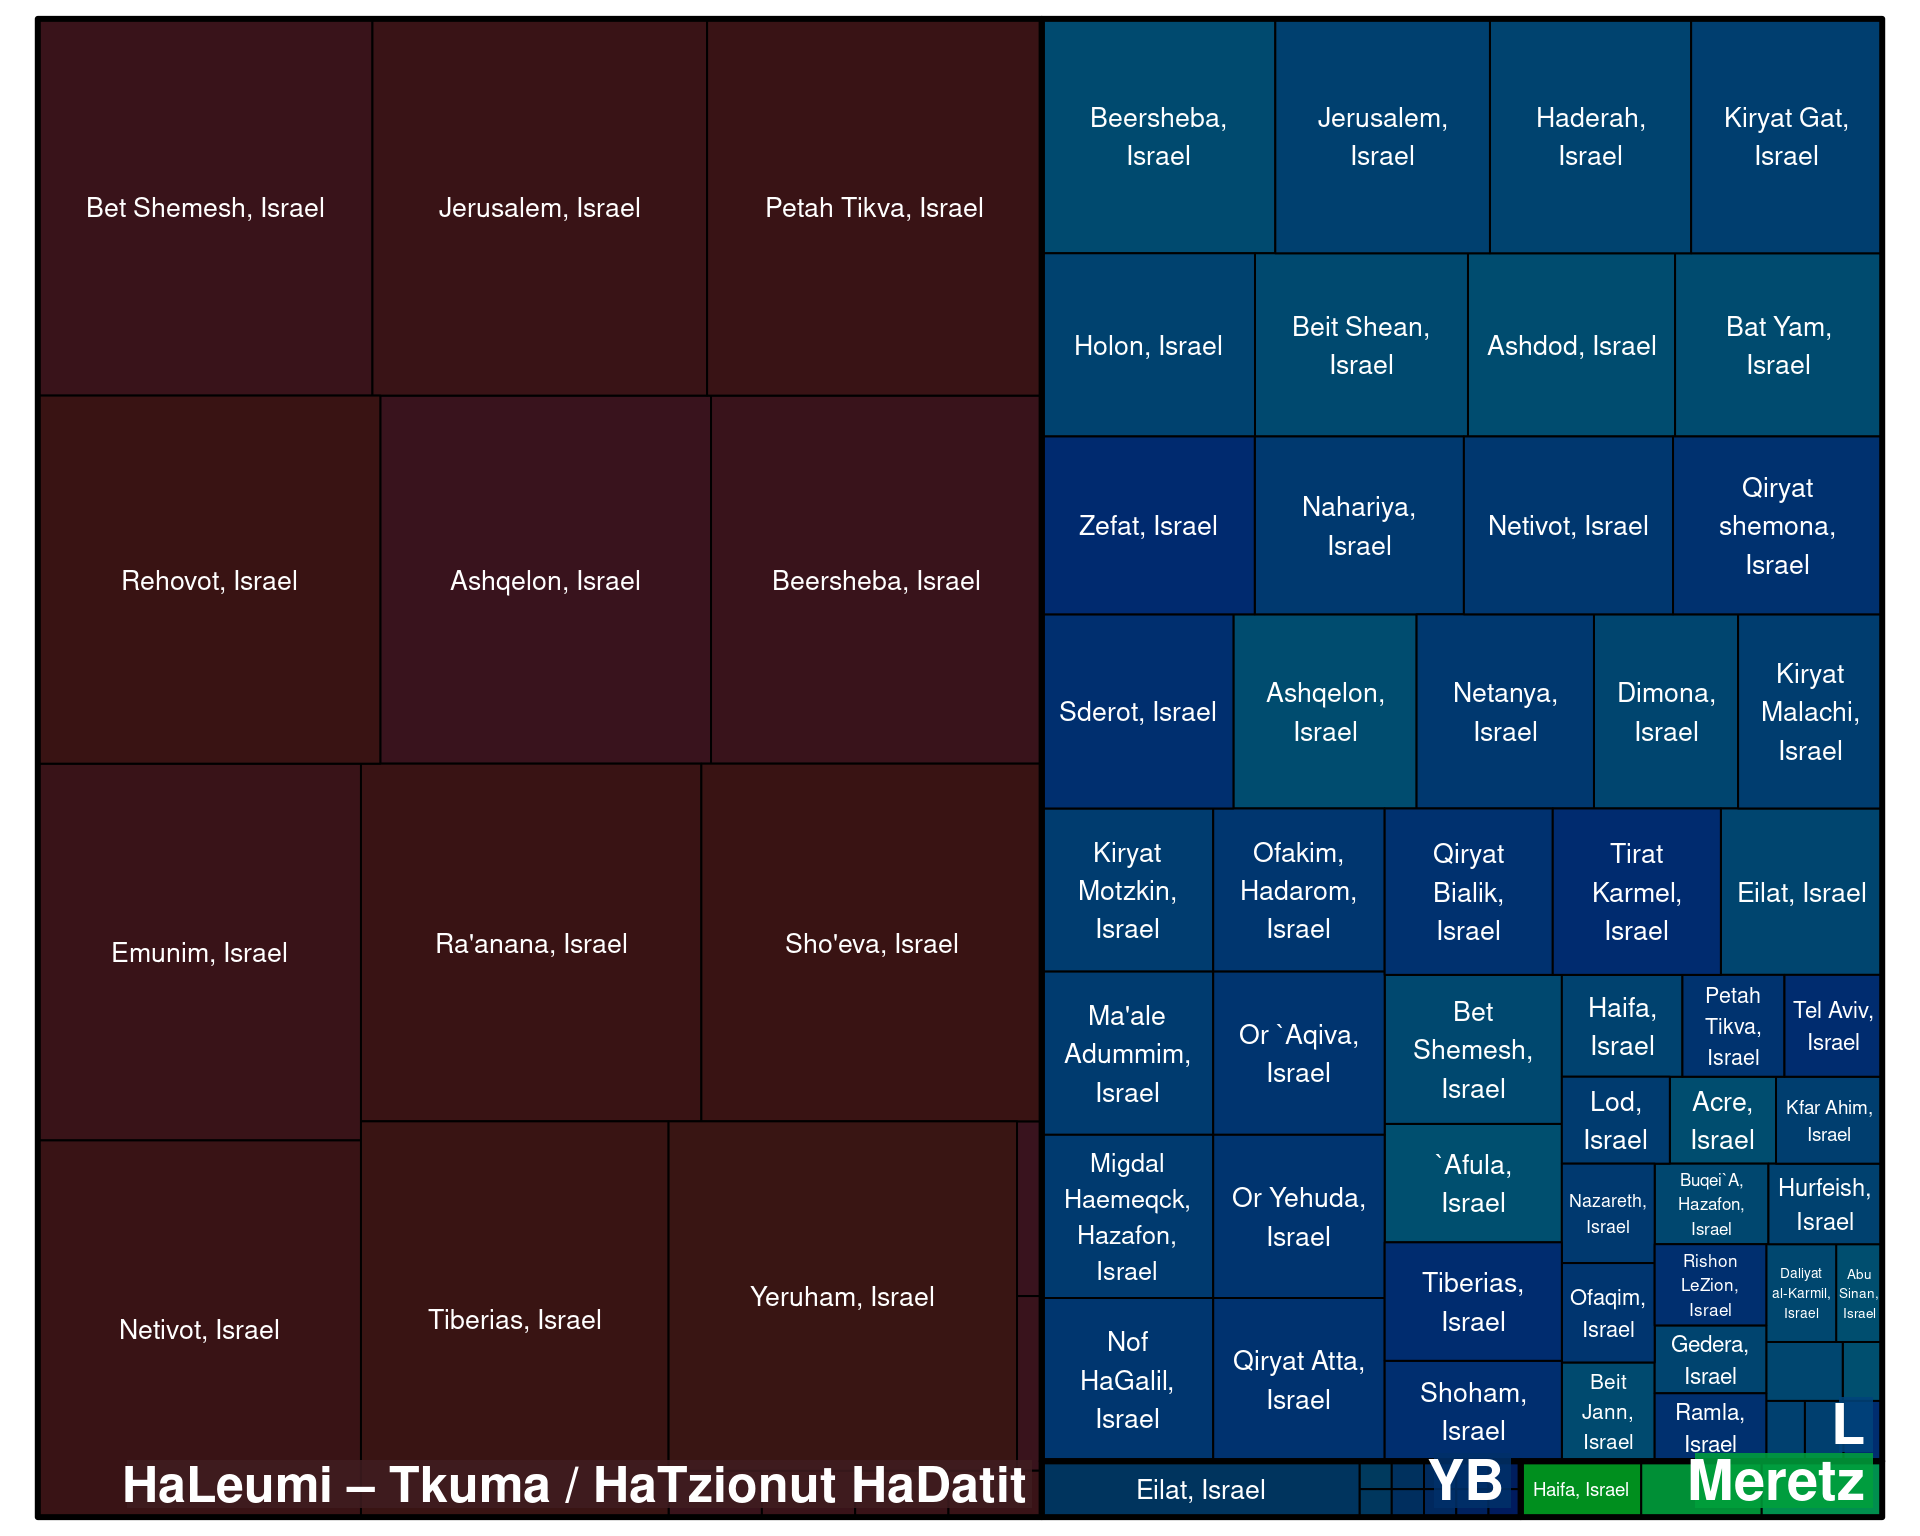 Bet Shemesh, Israel
Jerusalem, Israel
Petah Tikva, Israel
Rehovot, Israel
Ashqelon, Israel
Beersheba, Israel
Emunim, Israel
Ra'anana, Israel
Sho'eva, Israel
Netivot, Israel
Tiberias, Israel
Yeruham, Israel
HaLeumi – Tkuma / HaTzionut HaDatit
Beersheba,
Israel
Jerusalem,
Israel
Haderah,
Israel
Kiryat Gat,
Israel
Holon, Israel
Beit Shean,
Israel
Ashdod, Israel
Bat Yam,
Israel
Zefat, Israel
Nahariya,
Israel
Netivot, Israel
Qiryat
shemona,
Israel
Sderot, Israel
Ashqelon,
Israel
Netanya,
Israel
Dimona,
Israel
Kiryat
Malachi,
Israel
Kiryat
Motzkin,
Israel
Ofakim,
Hadarom,
Israel
Qiryat
Bialik,
Israel
Tirat
Karmel,
Israel
Eilat, Israel
Ma'ale
Adummim,
Israel
Or `Aqiva,
Israel
Bet
Shemesh,
Israel
Haifa,
Israel
Petah
Tikva,
Israel
Tel Aviv,
Israel
Lod,
Israel
Acre,
Israel
Kfar Ahim,
Israel
Migdal
Haemeqck,
Hazafon,
Israel
Or Yehuda,
Israel
`Afula,
Israel
Nazareth,
Israel
Buqei`A,
Hazafon,
Israel
Hurfeish,
Israel
Tiberias,
Israel
Ofaqim,
Israel
Rishon
LeZion,
Israel
Daliyat
al-Karmil,
Israel
Abu
Sinan,
Israel
Nof
HaGalil,
Israel
Qiryat Atta,
Israel
Shoham,
Israel
Beit
Jann,
Israel
Gedera,
Israel
Ramla,
Israel
L
Eilat, Israel
YB
Haifa, Israel
Meretz